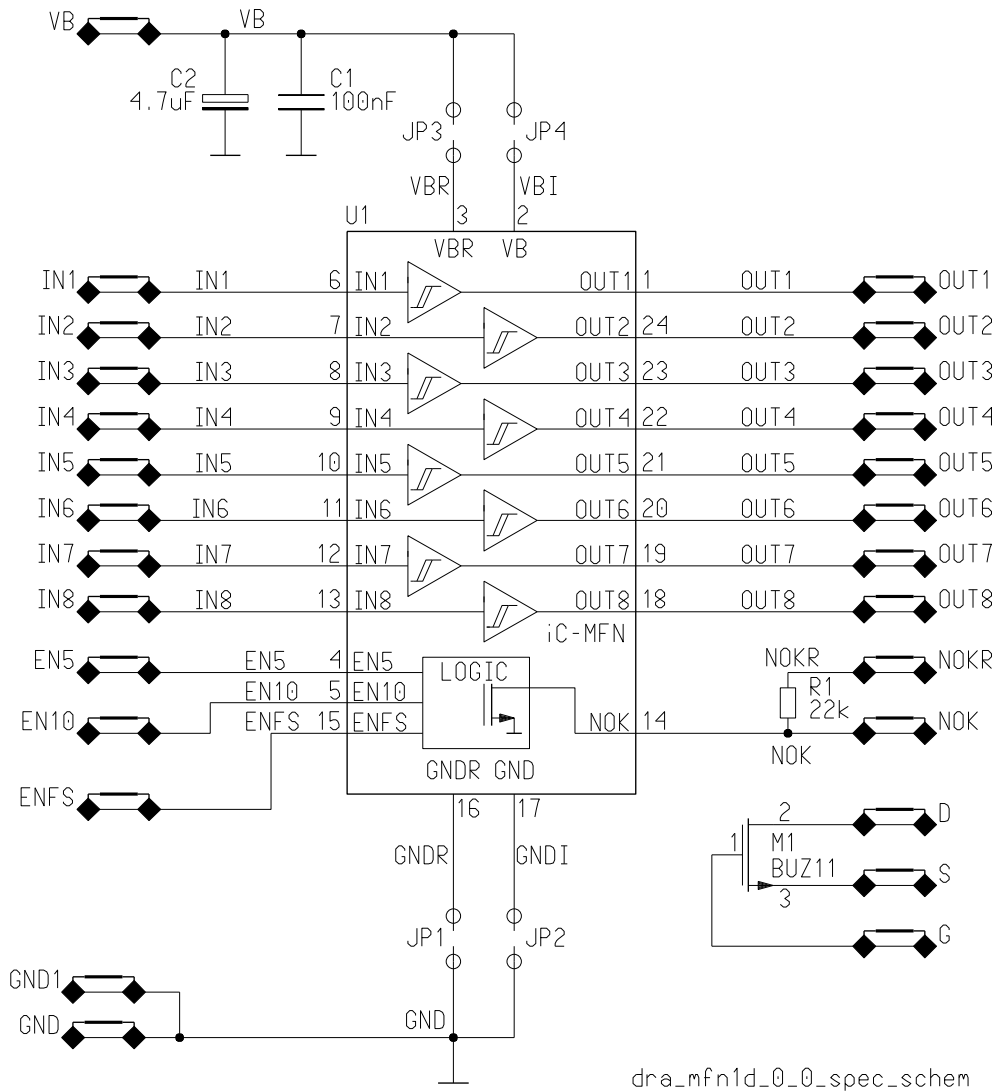 VB VB
C2 C1
4.7uF 100nF
JP3 JP4
VBR VBI
U1 3 2
VBR VB
IN1 IN1 6 IN1 OUT1 1 OUT1 OUT1
IN2 IN2 7 IN2 OUT2 24 OUT2 OUT2
IN3 IN3 8 IN3 OUT3 23 OUT3 OUT3
IN4 IN4 9 IN4 OUT4 22 OUT4 OUT4
IN5 IN5 10 IN5 OUT5 21 OUT5 OUT5
IN6 IN6 11 IN6 OUT6 20 OUT6 OUT6
IN7 IN7 12 IN7 OUT7 19 OUT7 OUT7
IN8 IN8 13 IN8 OUT8 18 OUT8 OUT8
iC-MFN
EN5 EN5 4 EN5 LOGIC NOKR NOKR
EN10 5 EN10 R1
22k
EN10 ENFS 15 ENFS NOK 14 NOK
NOK
GNDR GND
ENFS 16 17 2 D
GNDR GNDI 1 M1
BUZ11 S
3
JP1 JP2 G
GND1
GND GND
dra_mfn1d_0_0_spec_schem